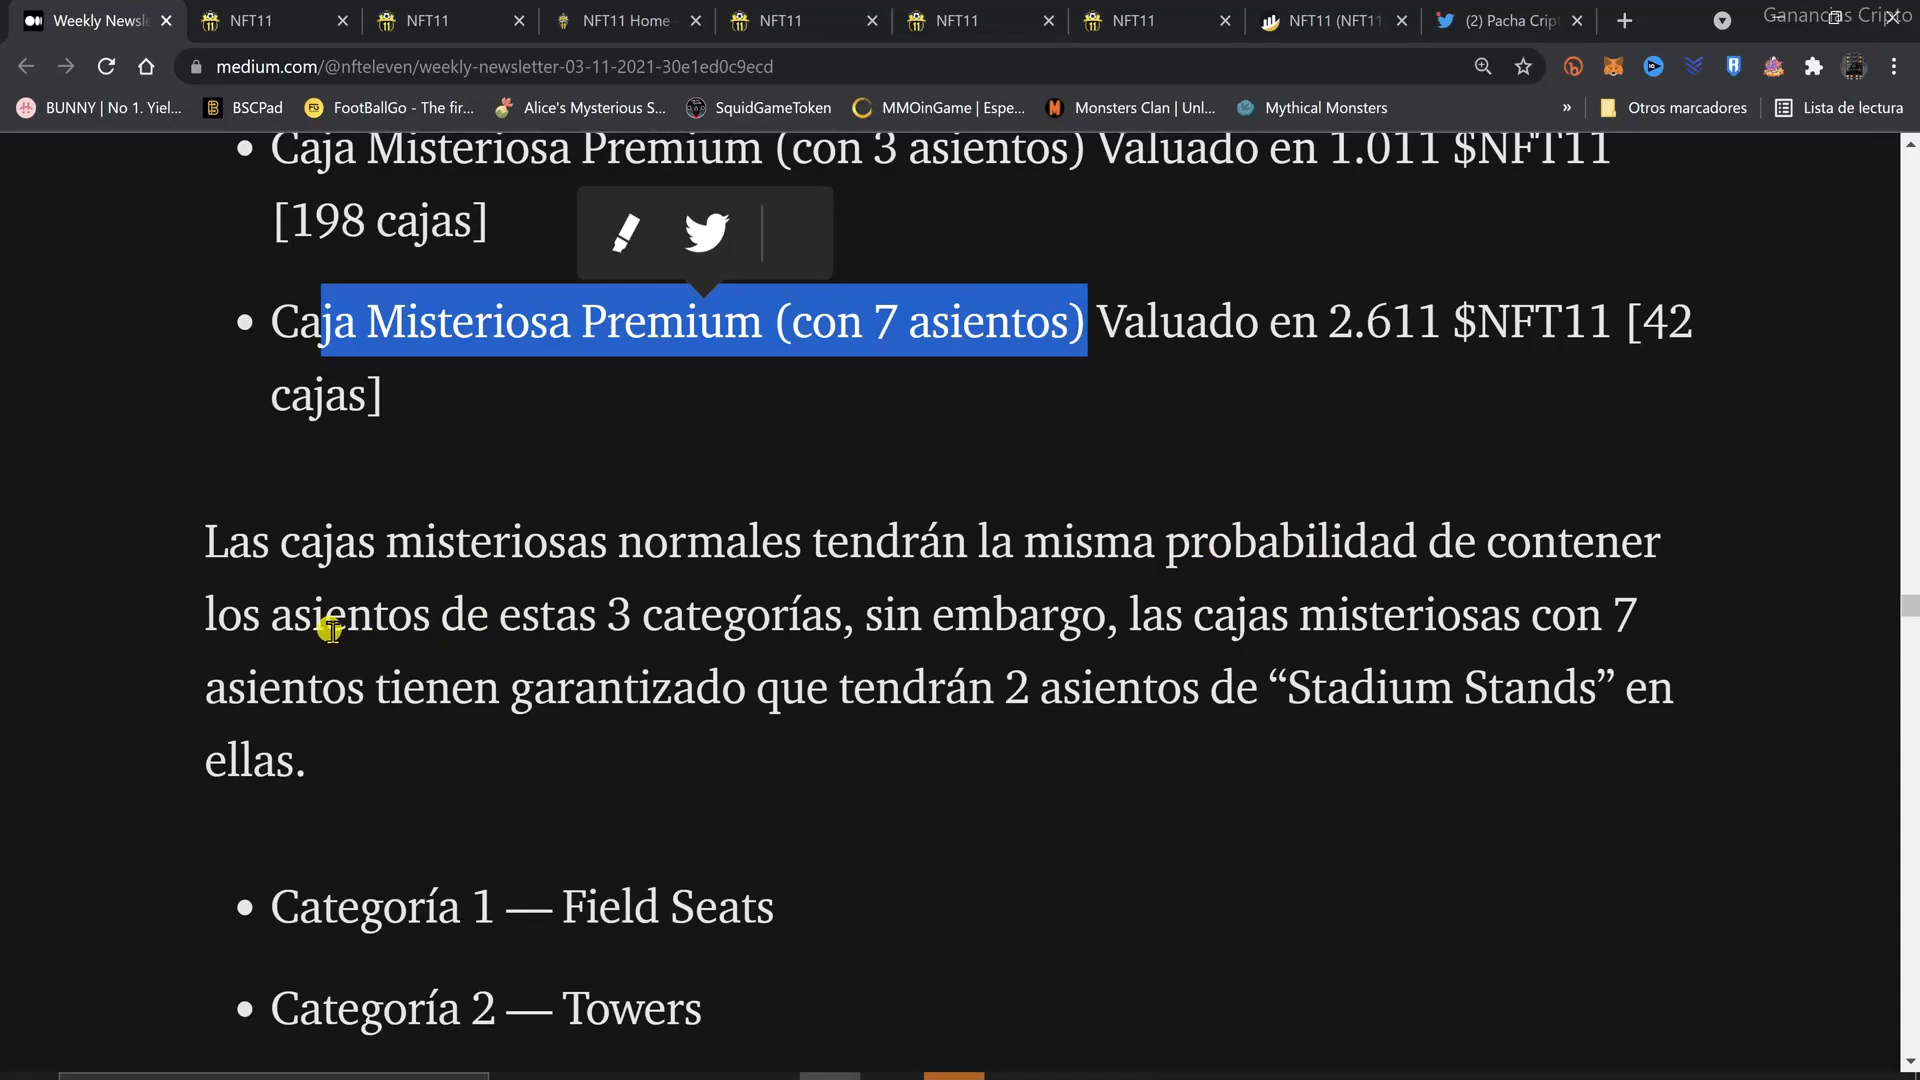 Weekly Newsle
NFT11
NFT11
NFT11 Home
NFT11
NFT11
NFT11
NFT11 (NFT11
(2) Pacha Cript
Ganancias Cripto
medium.com/@nfteleven/weekly-newsletter-03-11-2021-30e1ed0c9ecd
BUNNY | No 1. Yiel...
BSCPad
FootBallGo - The fir...
Alice's Mysterious S...
SquidGameToken
MMOinGame | Espe...
Monsters Clan | Unl...
Mythical Monsters
»
Otros marcadores
Lista de lectura
• Caja Misteriosa Premium (con 3 asientos) Valuado en 1.011 $NFT11
[198 cajas]
• Caja Misteriosa Premium (con 7 asientos) Valuado en 2.611 $NFT11 [42
cajas]
Las cajas misteriosas normales tendrán la misma probabilidad de contener
los asientos de estas 3 categorías, sin embargo, las cajas misteriosas con 7
asientos tienen garantizado que tendrán 2 asientos de “Stadium Stands” en
ellas.
• Categoría 1 — Field Seats
• Categoría 2 — Towers